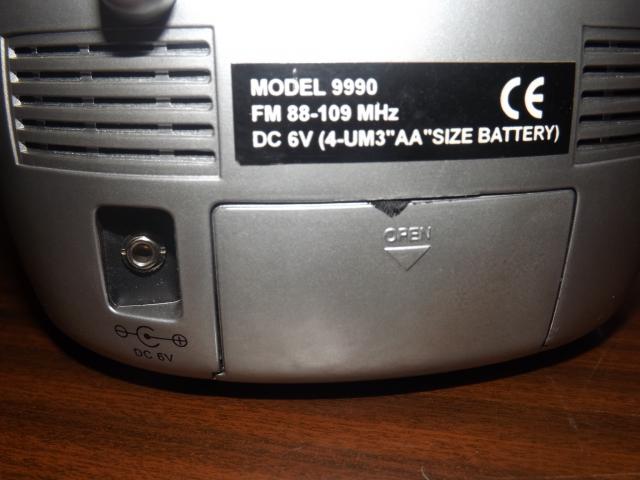 MODEL 9990
FM 88-109 MHz
DC 6V (4-UM3"AA"SIZE BATTERY)
CE
OPEN
DC 6V